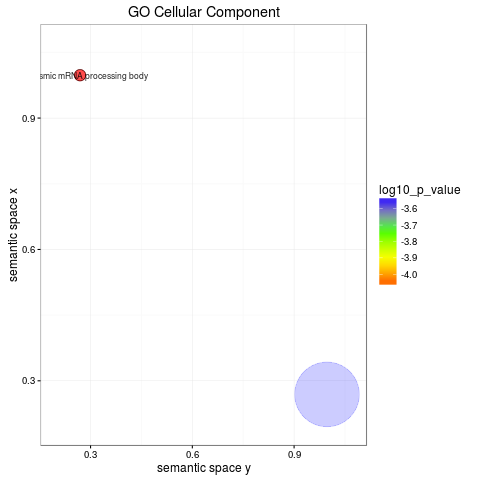 GO Cellular Component
smic mRNA processing body
0.9
0.6
0.3
semantic space x
0.3 0.6 0.9
semantic space y
log10_p_value
-3.6
-3.7
-3.8
-3.9
-4.0